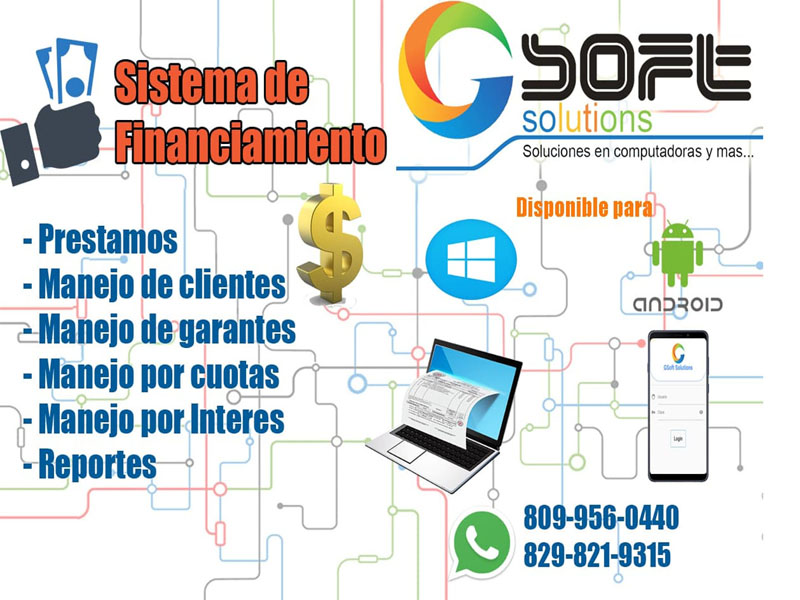 Sistema de
Financiamiento
GSOFT
solutions
Soluciones en computadoras y mas...
- Prestamos
- Manejo de clientes
- Manejo de garantes
- Manejo por cuotas
- Manejo por Interes
- Reportes
Disponible para
ANDROID
GSoft Solutions
Login
809-956-0440
829-821-9315